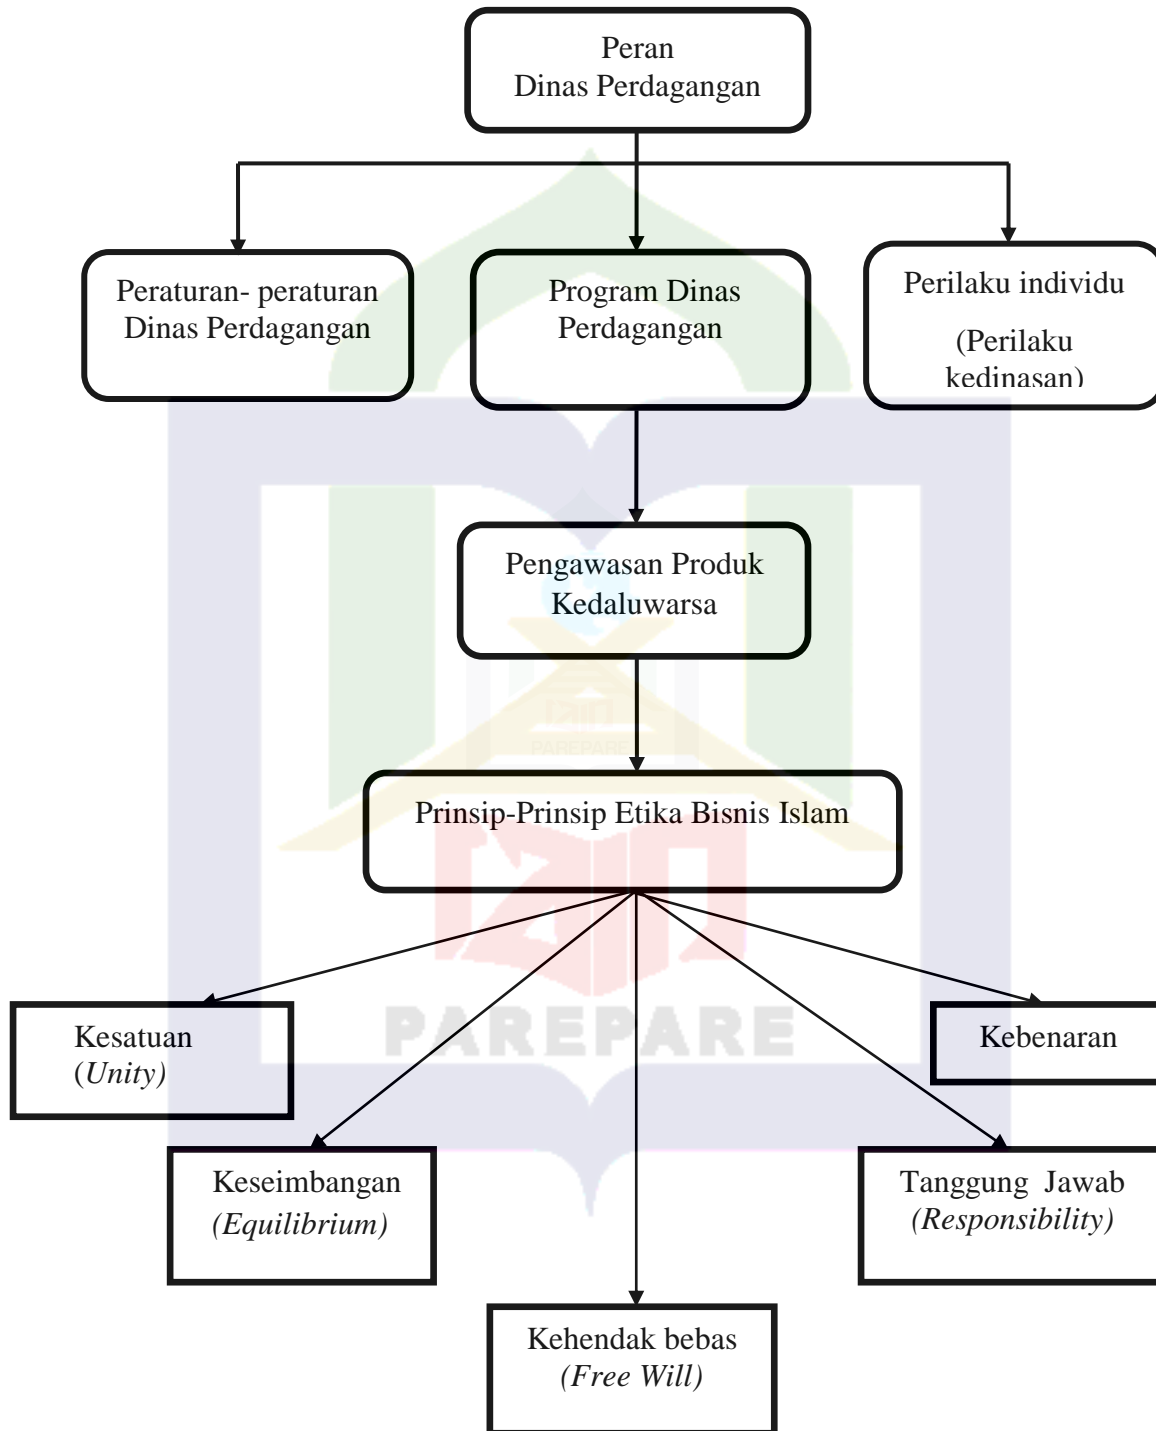 Peran
Dinas Perdagangan
Peraturan- peraturan
Dinas Perdagangan
Program Dinas
Perdagangan
Perilaku individu
(Perilaku
kedinasan)
Pengawasan Produk
Kedaluwarsa
PAREPARE
Prinsip-Prinsip Etika Bisnis Islam
PAREPARE
Kesatuan
(Unity)
Kebenaran
Keseimbangan
(Equilibrium)
Tanggung Jawab
(Responsibility)
Kehendak bebas
(Free Will)